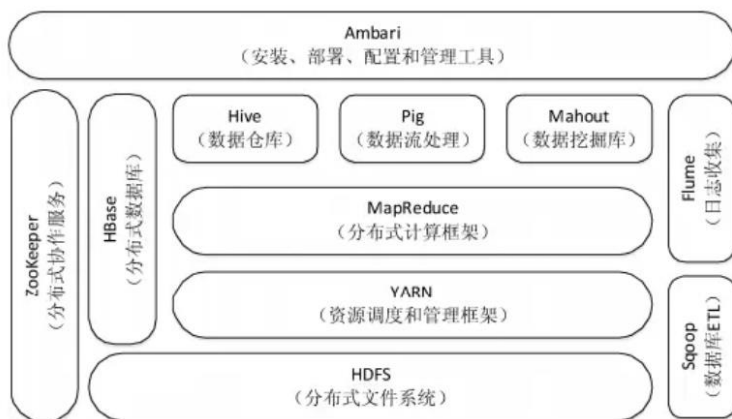 Ambari
（安装、部署、配置和管理工具）
ZooKeeper
（分布式协作服务）
HBase
（分布式数据库）
Hive
（数据仓库）
Pig
（数据流处理）
Mahout
（数据挖掘库）
Flume
（日志收集）
MapReduce
（分布式计算框架）
YARN
（资源调度和管理框架）
Sqoop
（数据库ETL）
HDFS
（分布式文件系统）